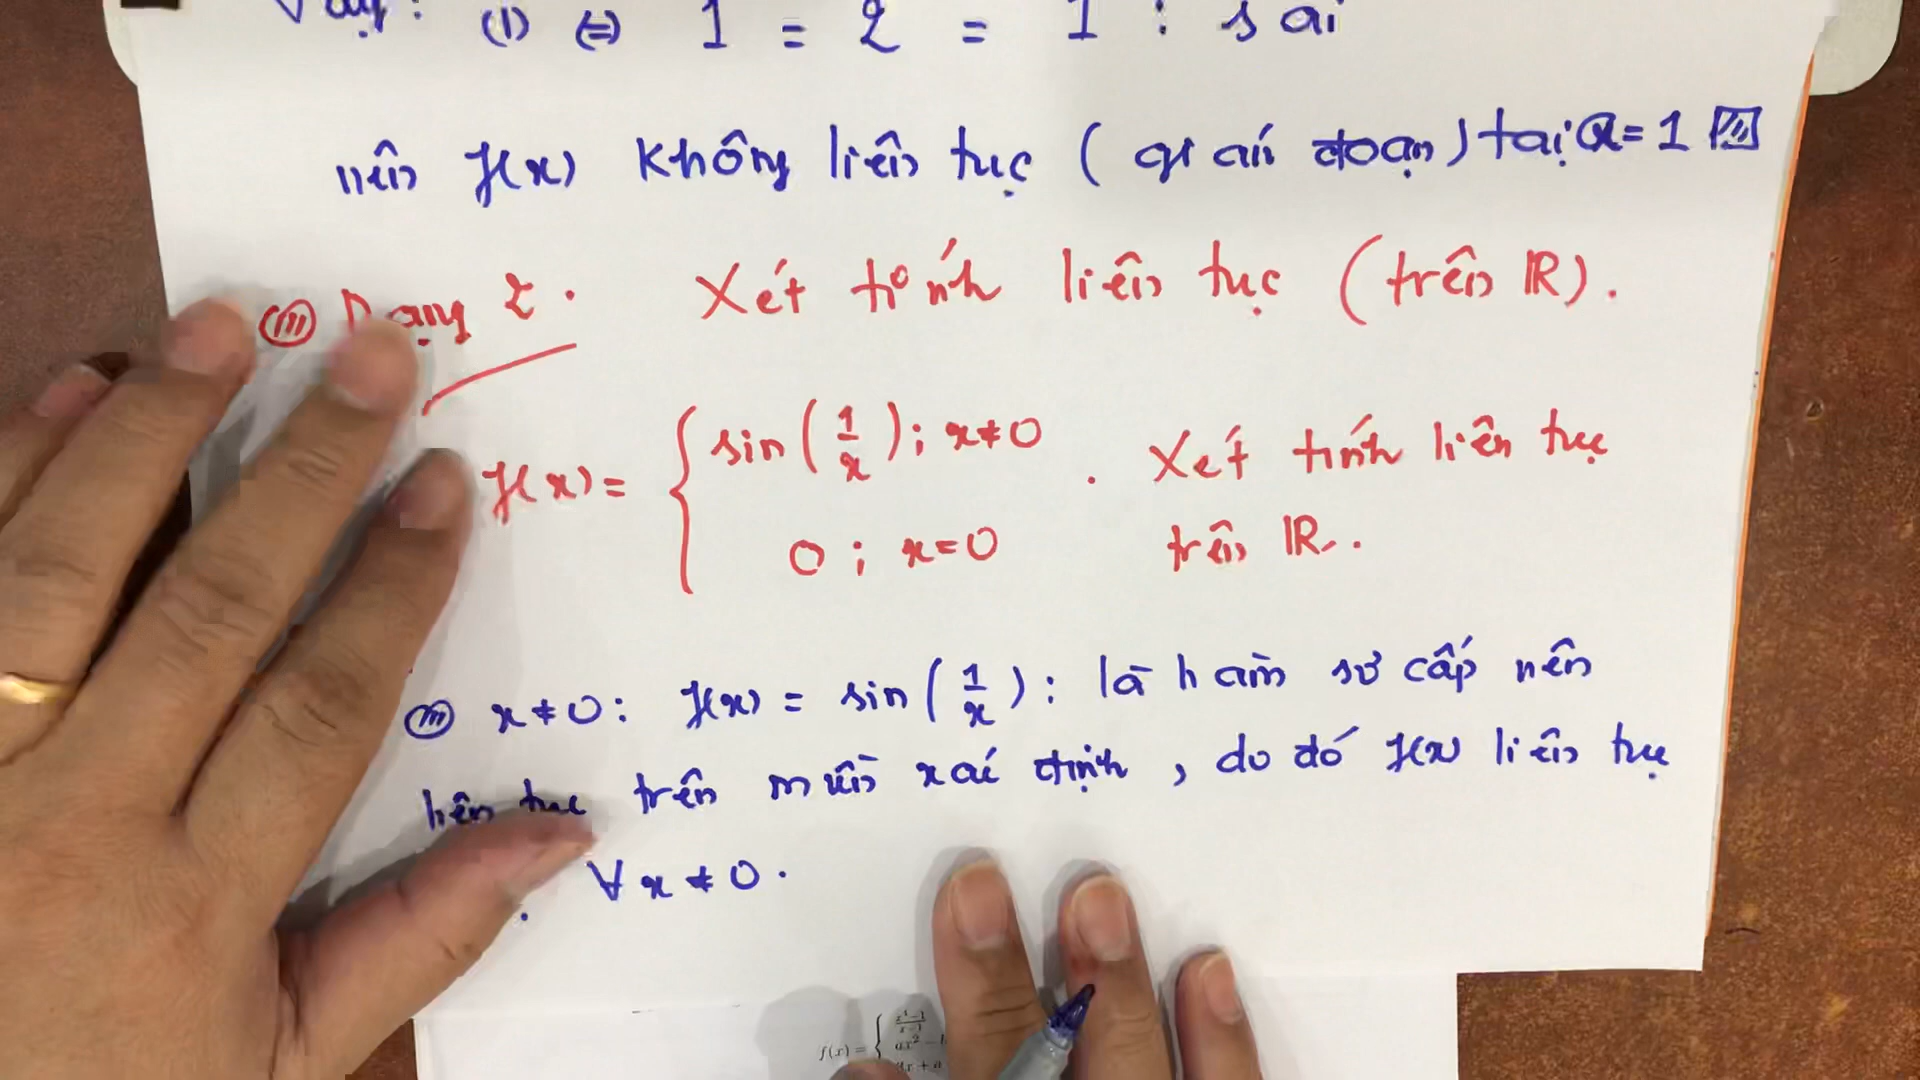 Vậy: (1) ⇔ 1 = 2 = 1 : sai
nên f(x) không liên tục (gián đoạn) tại x=1
Dạng 2. Xét tính liên tục (trên ℝ).
f(x) = { sin(1/x); x≠0 . Xét tính liên tục
0 ; x=0 trên ℝ.
x≠0: f(x) = sin(1/x): là hàm sơ cấp nên
liên tục trên miền xác định, do đó f(x) liên tục
∀x≠0.
f(x) = {